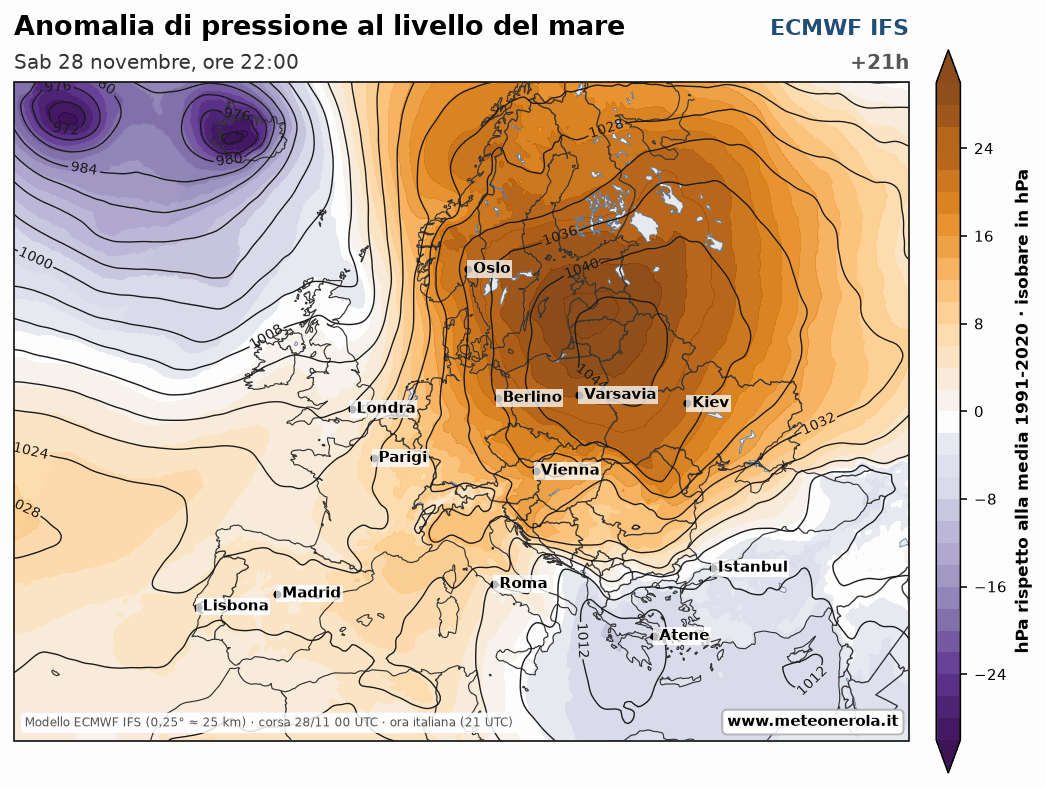 Anomalia di pressione al livello del mare
ECMWF IFS
Sab 28 novembre, ore 22:00
+21h
976
80
976
972
980
984
1028
1000
1036
1040
Oslo
1008
1044
Berlino
Varsavia
Kiev
Londra
1032
1024
Parigi
Vienna
028
Istanbul
Roma
Madrid
Lisbona
1012
Atene
1012
Modello ECMWF IFS (0,25° ≈ 25 km) · corsa 28/11 00 UTC · ora italiana (21 UTC)
www.meteonerola.it
24
16
8
0
−8
−16
−24
hPa rispetto alla media 1991-2020 · isobare in hPa